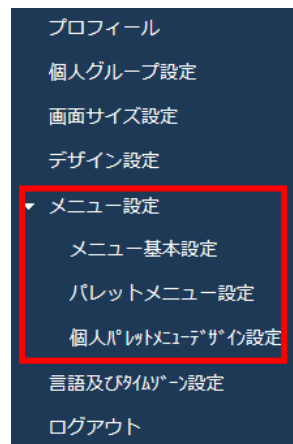 プロフィール
個人グループ設定
画面サイズ設定
デザイン設定
メニュー設定
メニュー基本設定
パレットメニュー設定
個人ﾊﾟﾚｯﾄﾒﾆｭｰﾃﾞｻﾞｲﾝ設定
言語及びﾀｲﾑｿﾞｰﾝ設定
ログアウト